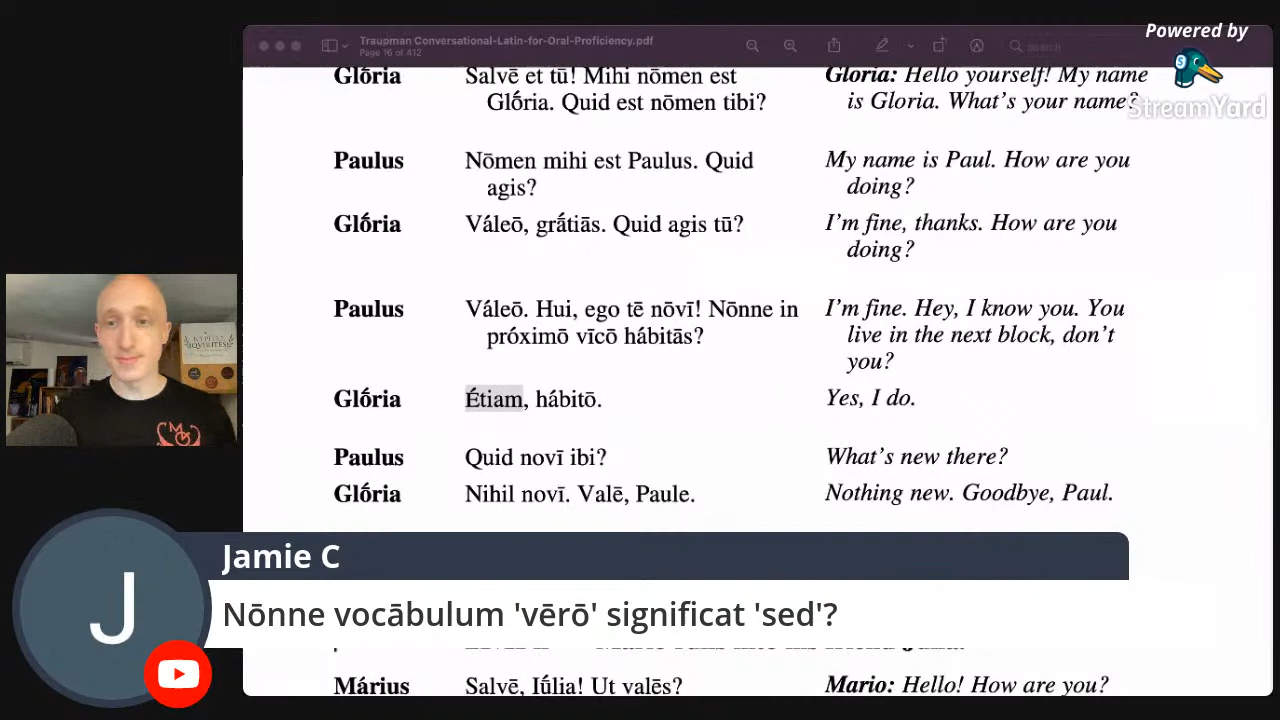 Powered by
StreamYard
Traupman Conversational-Latin-for-Oral-Proficiency.pdf
Page 16 of 412
Search
Glṓria Salvē et tū! Mihi nōmen est Gloria: Hello yourself! My name
Glṓria. Quid est nōmen tibi? is Gloria. What's your name?
Paulus Nōmen mihi est Paulus. Quid My name is Paul. How are you
agis? doing?
Glṓria Váleō, grā́tiās. Quid agis tū? I'm fine, thanks. How are you
doing?
Paulus Váleō. Hui, ego tē nōvī! Nōnne in I'm fine. Hey, I know you. You
próximō vīcō hábitās? live in the next block, don't
you?
Glṓria Étiam, hábitō. Yes, I do.
Paulus Quid novī ibi? What's new there?
Glṓria Nihil novī. Valē, Paule. Nothing new. Goodbye, Paul.
J
Jamie C
Nōnne vocābulum 'vērō' significat 'sed'?
Márius Salvē, Iū́lia! Ut valēs? Mario: Hello! How are you?